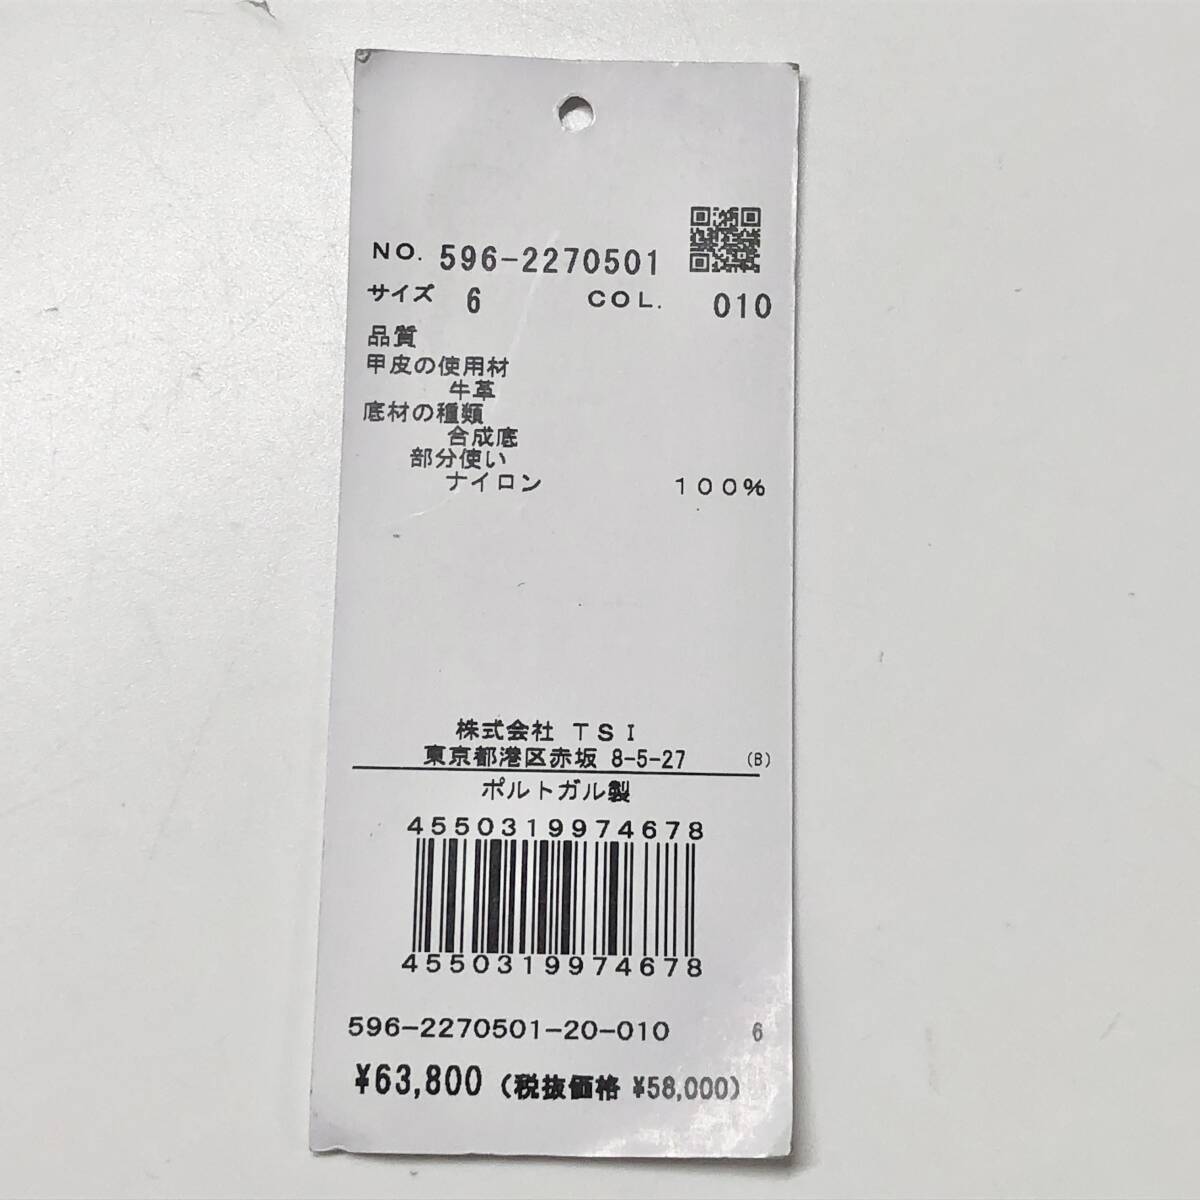 NO. 596-2270501
サイズ 6 COL. 010
品質
甲皮の使用材
牛革
底材の種類
合成底
部分使い
ナイロン 100%
株式会社 TSI
東京都港区赤坂 8-5-27 (B)
ポルトガル製
4550319974678
4550319974678
596-2270501-20-010 6
¥63,800 (税抜価格 ¥58,000)